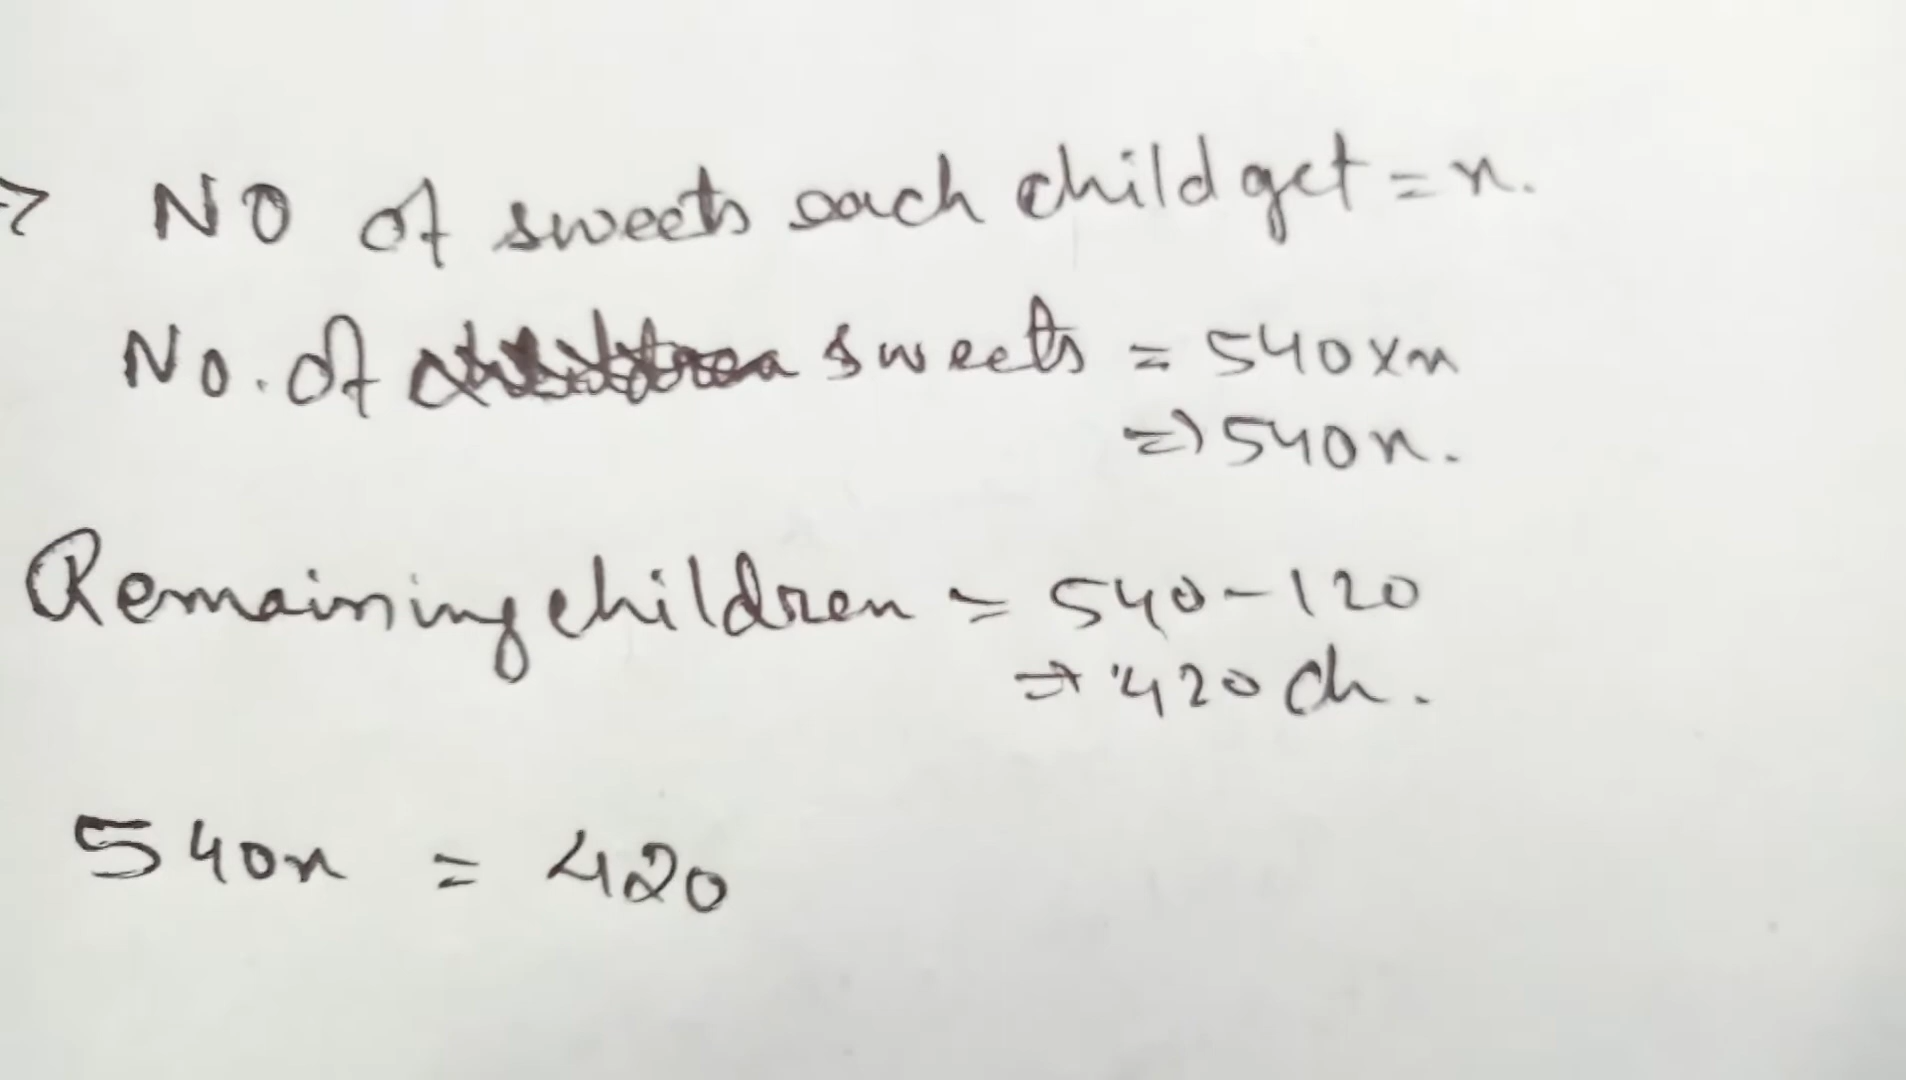 → NO of sweets each child get = x.
No. of sweets = 540 × x
⇒ 540x.
Remaining children = 540 - 120
⇒ 420 ch.
540x = 420